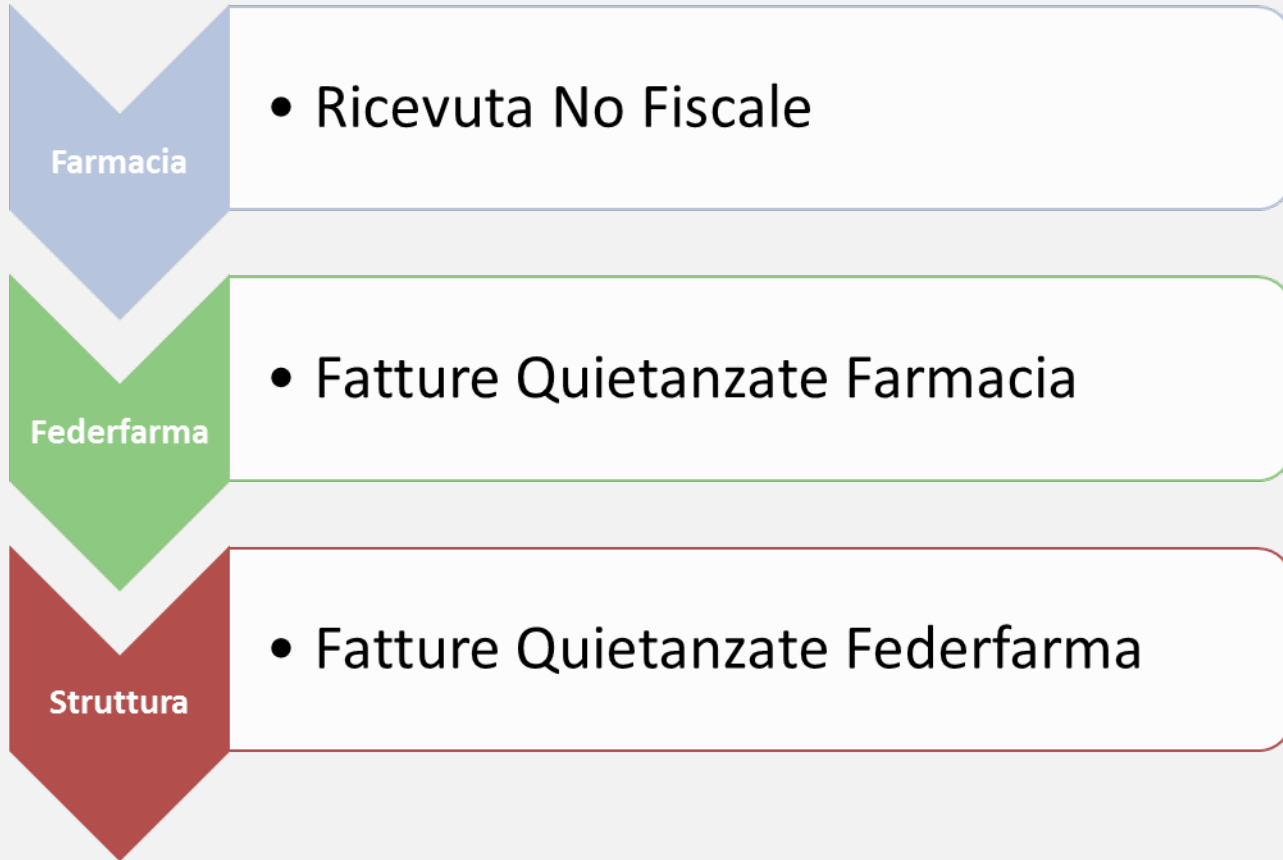 Farmacia
• Ricevuta No Fiscale
Federfarma
• Fatture Quietanzate Farmacia
Struttura
• Fatture Quietanzate Federfarma